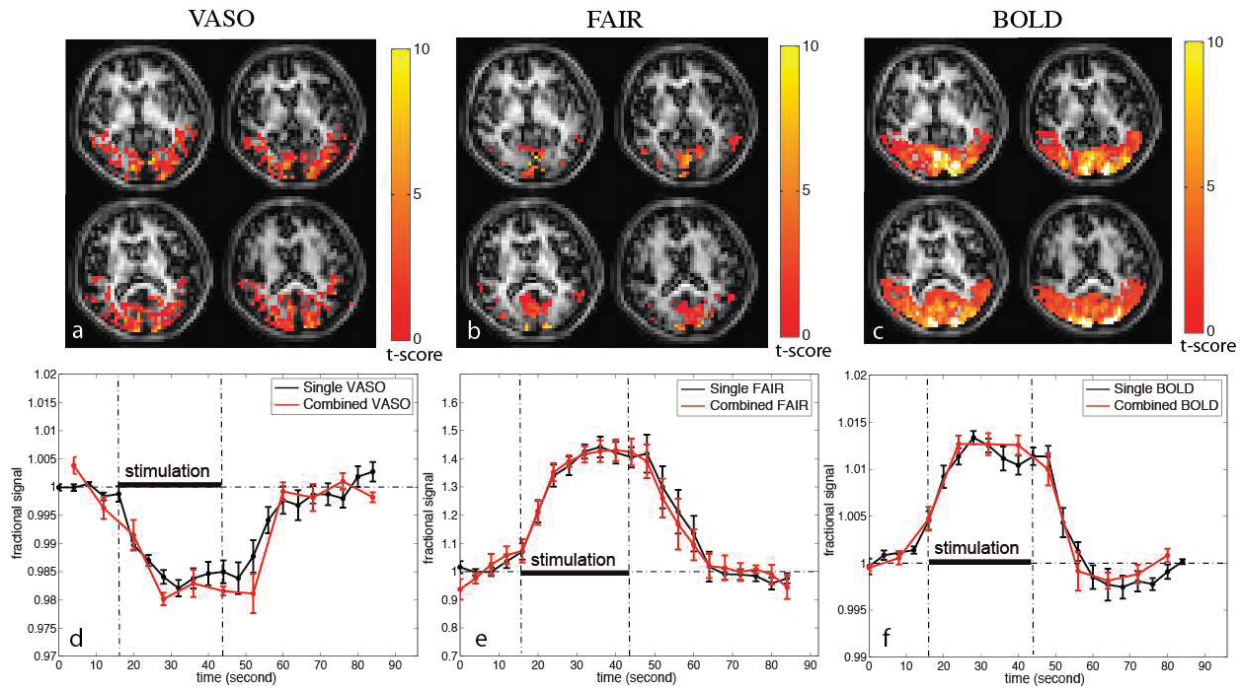 VASO
FAIR
BOLD
10
5
0
t-score
10
5
0
t-score
10
5
0
t-score
a
b
c
1.02
1.015
1.01
1.005
1
0.995
0.99
0.985
0.98
0.975
0.97
fractional signal
Single VASO
Combined VASO
stimulation
d
0 10 20 30 40 50 60 70 80 90
time (second)
1.6
1.5
1.4
1.3
1.2
1.1
1
0.9
0.8
0.7
fractional signal
Single FAIR
Combined FAIR
stimulation
e
0 10 20 30 40 50 60 70 80 90
time (second)
1.02
1.015
1.01
1.005
1
0.995
0.99
fractional signal
Single BOLD
Combined BOLD
stimulation
f
0 10 20 30 40 50 60 70 80 90
time (second)